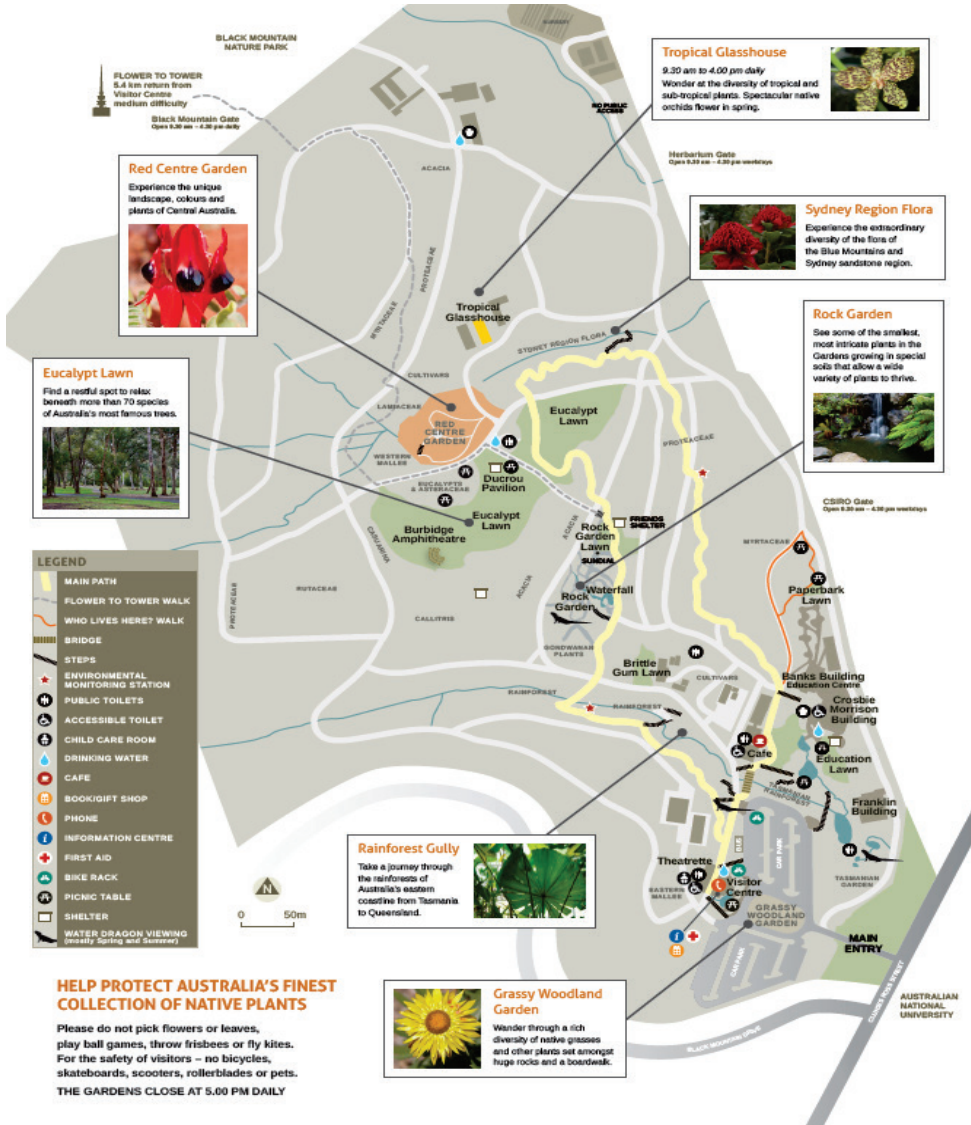 BLACK MOUNTAIN
NATURE PARK
FLOWER TO TOWER
5.4 km return from
Visitor Centre
medium difficulty
Black Mountain Gate
Open 9.30 am – 4.30 pm daily
NURSERY
NO PUBLIC
ACCESS
Tropical Glasshouse
9.30 am to 4.00 pm daily
Wonder at the diversity of tropical and
sub-tropical plants. Spectacular native
orchids flower in spring.
Herbarium Gate
Open 9.30 am – 4.30 pm weekdays
Red Centre Garden
Experience the unique
landscape, colours and
plants of Central Australia.
Sydney Region Flora
Experience the extraordinary
diversity of the flora of
the Blue Mountains and
Sydney sandstone region.
Rock Garden
See some of the smallest,
most intricate plants in the
Gardens growing in special
soils that allow a wide
variety of plants to thrive.
Eucalypt Lawn
Find a restful spot to relax
beneath more than 70 species
of Australia's most famous trees.
ACACIA
PROTEACEAE
MYRTACEAE
Tropical
Glasshouse
SYDNEY REGION FLORA
CULTIVARS
LAMIACEAE
RED
CENTRE
GARDEN
WESTERN
MALLEE
Eucalypt
Lawn
PROTEACEAE
Ducrou
Pavilion
EUCALYPTS
& ASTERACEAE
Eucalypt
Lawn
Burbidge
Amphitheatre
CASUARINA
ACACIA
Rock
Garden
Lawn
FRIENDS
SHELTER
SUNDIAL
Waterfall
Rock
Garden
ACACIA
GONDWANAN
PLANTS
PROTEACEAE
RUTACEAE
CALLITRIS
CSIRO Gate
Open 9.30 am – 4.30 pm weekdays
MYRTACEAE
Paperbark
Lawn
Brittle
Gum Lawn
CULTIVARS
Banks Building
Education Centre
Crosbie
Morrison
Building
Education
Lawn
RAINFOREST
RAINFOREST
Cafe
TASMANIAN
RAINFOREST
Franklin
Building
TASMANIAN
GARDEN
BUS
CAR PARK
Theatrette
EASTERN
MALLEE
Visitor
Centre
GRASSY
WOODLAND
GARDEN
CAR PARK
MAIN
ENTRY
CLUNIES ROSS STREET
BLACK MOUNTAIN DRIVE
AUSTRALIAN
NATIONAL
UNIVERSITY
LEGEND
MAIN PATH
FLOWER TO TOWER WALK
WHO LIVES HERE? WALK
BRIDGE
STEPS
ENVIRONMENTAL
MONITORING STATION
PUBLIC TOILETS
ACCESSIBLE TOILET
CHILD CARE ROOM
DRINKING WATER
CAFE
BOOK/GIFT SHOP
PHONE
INFORMATION CENTRE
FIRST AID
BIKE RACK
PICNIC TABLE
SHELTER
WATER DRAGON VIEWING
(mostly Spring and Summer)
N
0 50m
Rainforest Gully
Take a journey through
the rainforests of
Australia's eastern
coastline from Tasmania
to Queensland.
Grassy Woodland
Garden
Wander through a rich
diversity of native grasses
and other plants set amongst
huge rocks and a boardwalk.
HELP PROTECT AUSTRALIA'S FINEST
COLLECTION OF NATIVE PLANTS
Please do not pick flowers or leaves,
play ball games, throw frisbees or fly kites.
For the safety of visitors – no bicycles,
skateboards, scooters, rollerblades or pets.
THE GARDENS CLOSE AT 5.00 PM DAILY